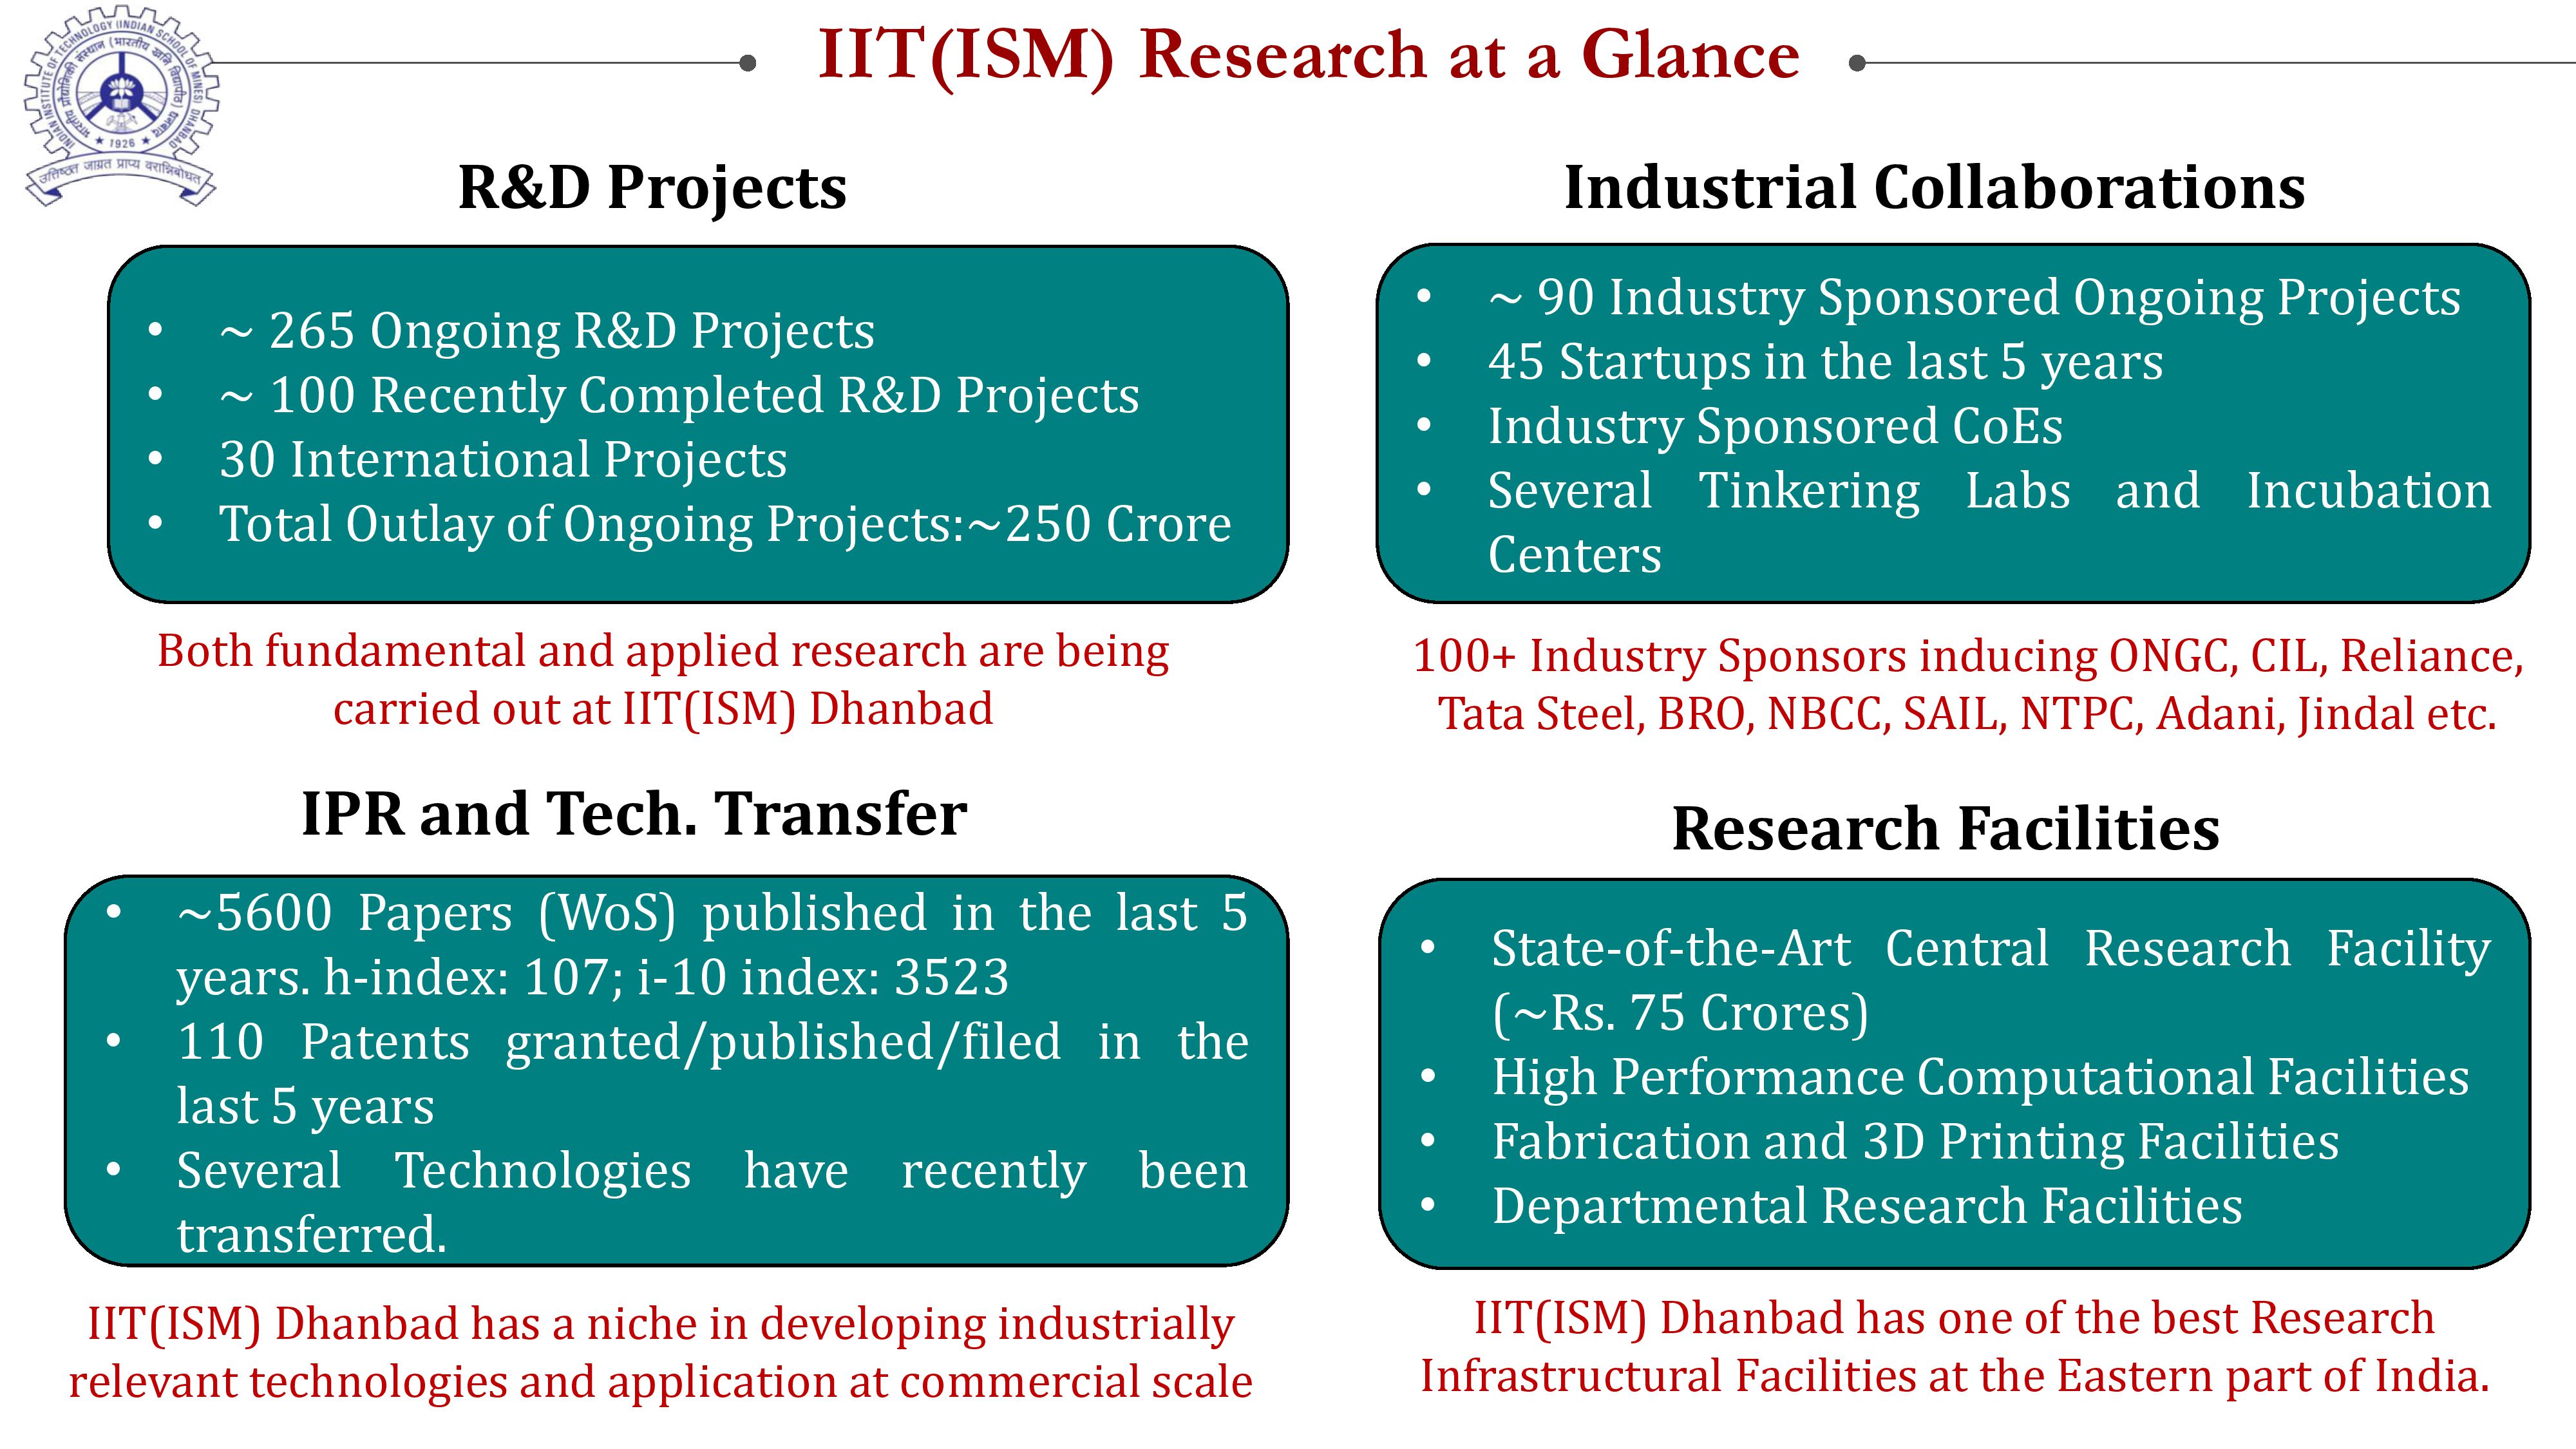 INDIAN INSTITUTE OF TECHNOLOGY (INDIAN SCHOOL OF MINES) DHANBAD
भारतीय प्रौद्योगिकी संस्थान (भारतीय खनि विद्यापीठ) धनबाद
★ 1926 ★
उत्तिष्ठत जाग्रत प्राप्य वरान्निबोधत
IIT(ISM) Research at a Glance
R&D Projects
• ~ 265 Ongoing R&D Projects
• ~ 100 Recently Completed R&D Projects
• 30 International Projects
• Total Outlay of Ongoing Projects:~250 Crore
Both fundamental and applied research are being
carried out at IIT(ISM) Dhanbad
Industrial Collaborations
• ~ 90 Industry Sponsored Ongoing Projects
• 45 Startups in the last 5 years
• Industry Sponsored CoEs
• Several Tinkering Labs and Incubation
Centers
100+ Industry Sponsors inducing ONGC, CIL, Reliance,
Tata Steel, BRO, NBCC, SAIL, NTPC, Adani, Jindal etc.
IPR and Tech. Transfer
• ~5600 Papers (WoS) published in the last 5
years. h-index: 107; i-10 index: 3523
• 110 Patents granted/published/filed in the
last 5 years
• Several Technologies have recently been
transferred.
IIT(ISM) Dhanbad has a niche in developing industrially
relevant technologies and application at commercial scale
Research Facilities
• State-of-the-Art Central Research Facility
(~Rs. 75 Crores)
• High Performance Computational Facilities
• Fabrication and 3D Printing Facilities
• Departmental Research Facilities
IIT(ISM) Dhanbad has one of the best Research
Infrastructural Facilities at the Eastern part of India.